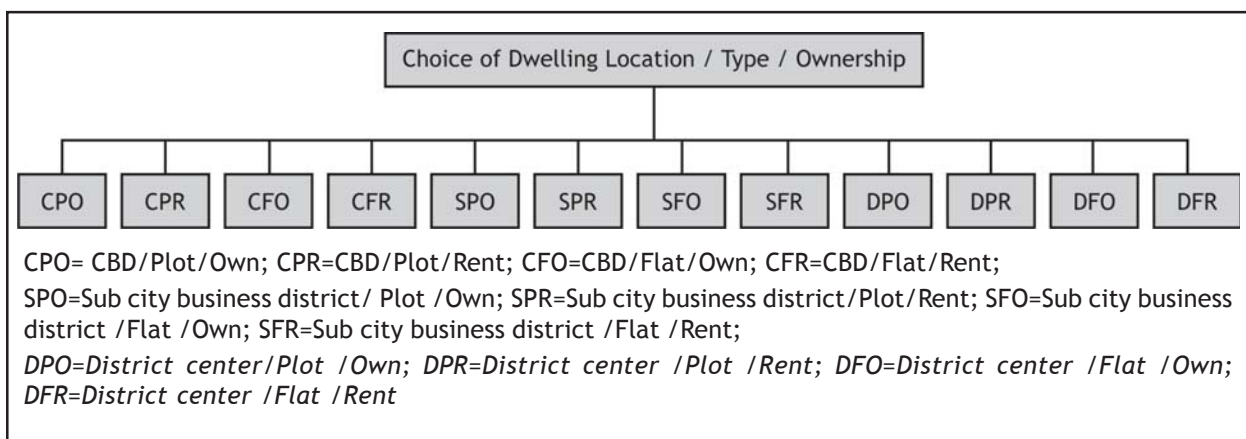 Choice of Dwelling Location / Type / Ownership
CPO CPR CFO CFR SPO SPR SFO SFR DPO DPR DFO DFR
CPO= CBD/Plot/Own; CPR=CBD/Plot/Rent; CFO=CBD/Flat/Own; CFR=CBD/Flat/Rent;
SPO=Sub city business district/ Plot /Own; SPR=Sub city business district/Plot/Rent; SFO=Sub city business
district /Flat /Own; SFR=Sub city business district /Flat /Rent;
DPO=District center/Plot /Own; DPR=District center /Plot /Rent; DFO=District center /Flat /Own;
DFR=District center /Flat /Rent